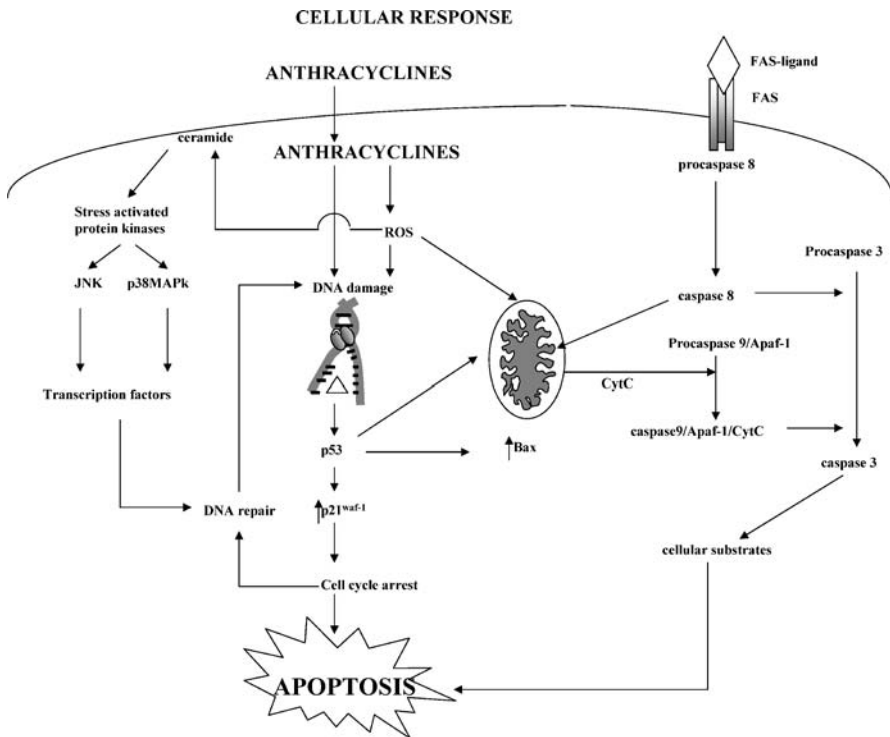 CELLULAR RESPONSE
ANTHRACYCLINES
FAS-ligand
FAS
ceramide
ANTHRACYCLINES
procaspase 8
Stress activated
protein kinases
ROS
Procaspase 3
JNK
p38MAPk
DNA damage
caspase 8
Procaspase 9/Apaf-1
CytC
Transcription factors
caspase9/Apaf-1/CytC
p53
Bax
caspase 3
DNA repair
p21waf-1
cellular substrates
Cell cycle arrest
APOPTOSIS